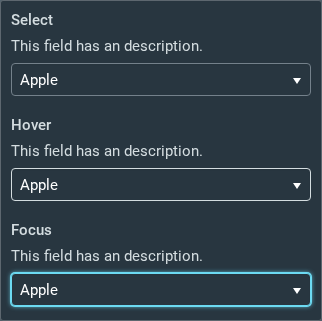 Select
This field has an description.
Apple
Hover
This field has an description.
Apple
Focus
This field has an description.
Apple